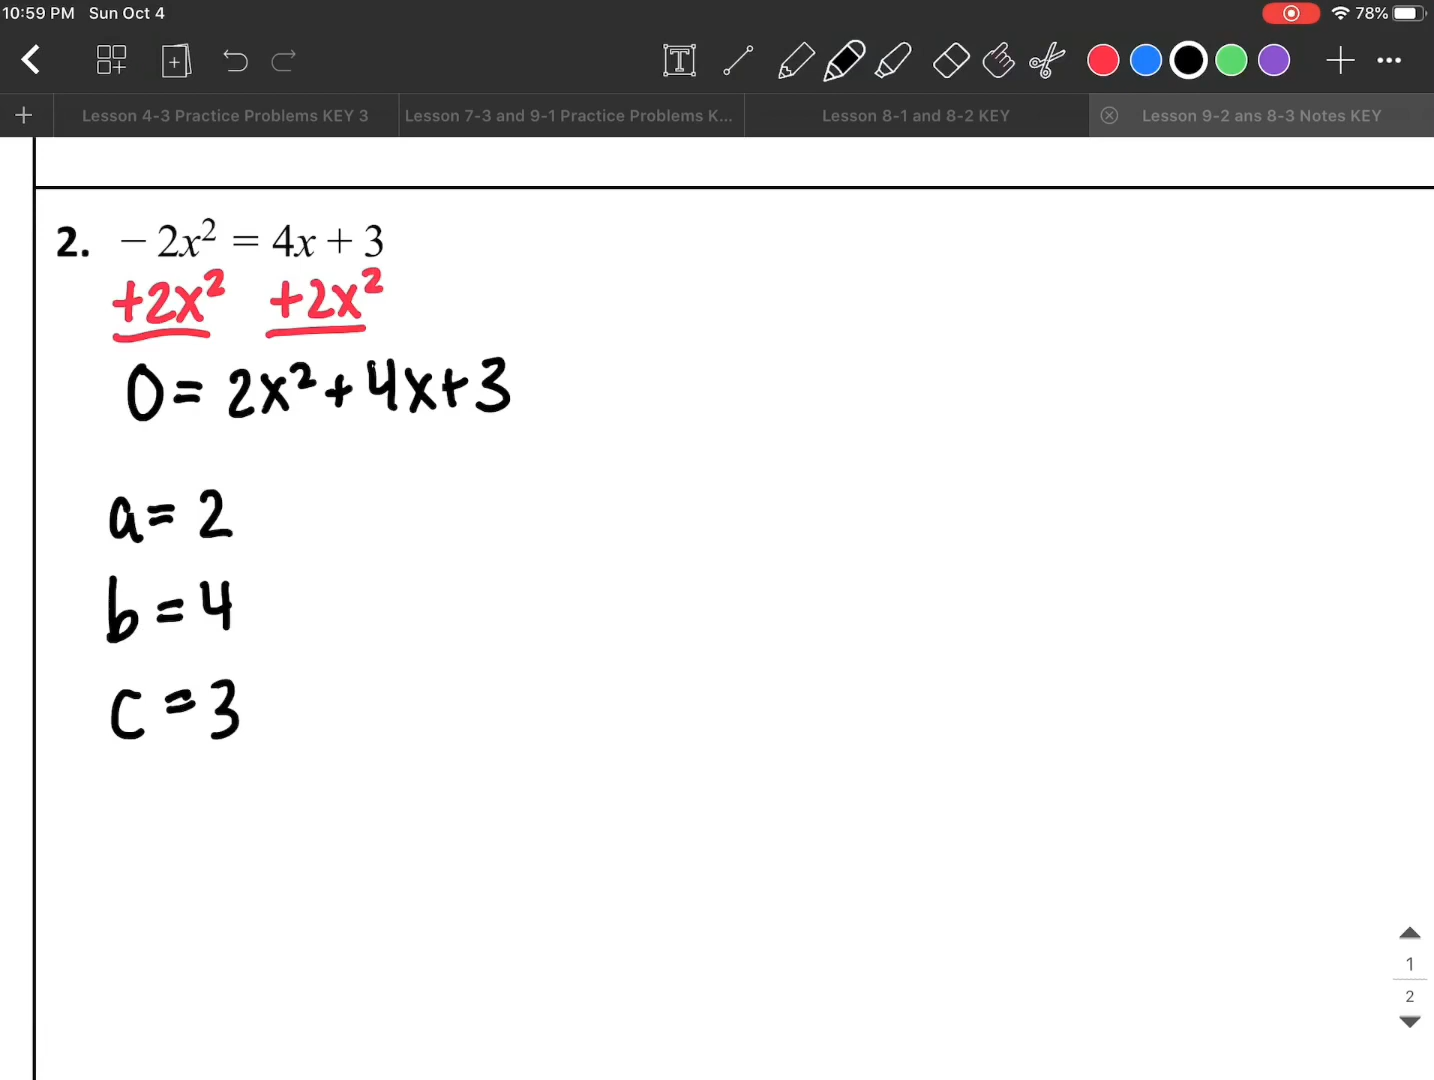 10:59 PM Sun Oct 4 78%
T
Lesson 4-3 Practice Problems KEY 3 Lesson 7-3 and 9-1 Practice Problems K... Lesson 8-1 and 8-2 KEY Lesson 9-2 ans 8-3 Notes KEY
2. − 2x² = 4x + 3
+2x² +2x²
0 = 2x² + 4x + 3
a = 2
b = 4
c = 3
1
2